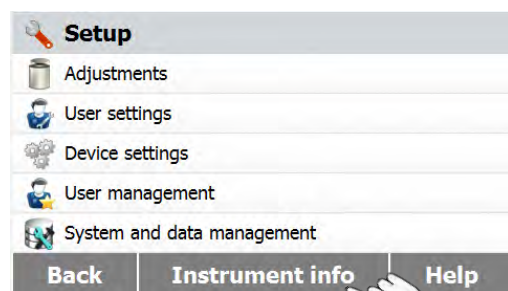 Setup
Adjustments
User settings
Device settings
User management
System and data management
Back Instrument info Help